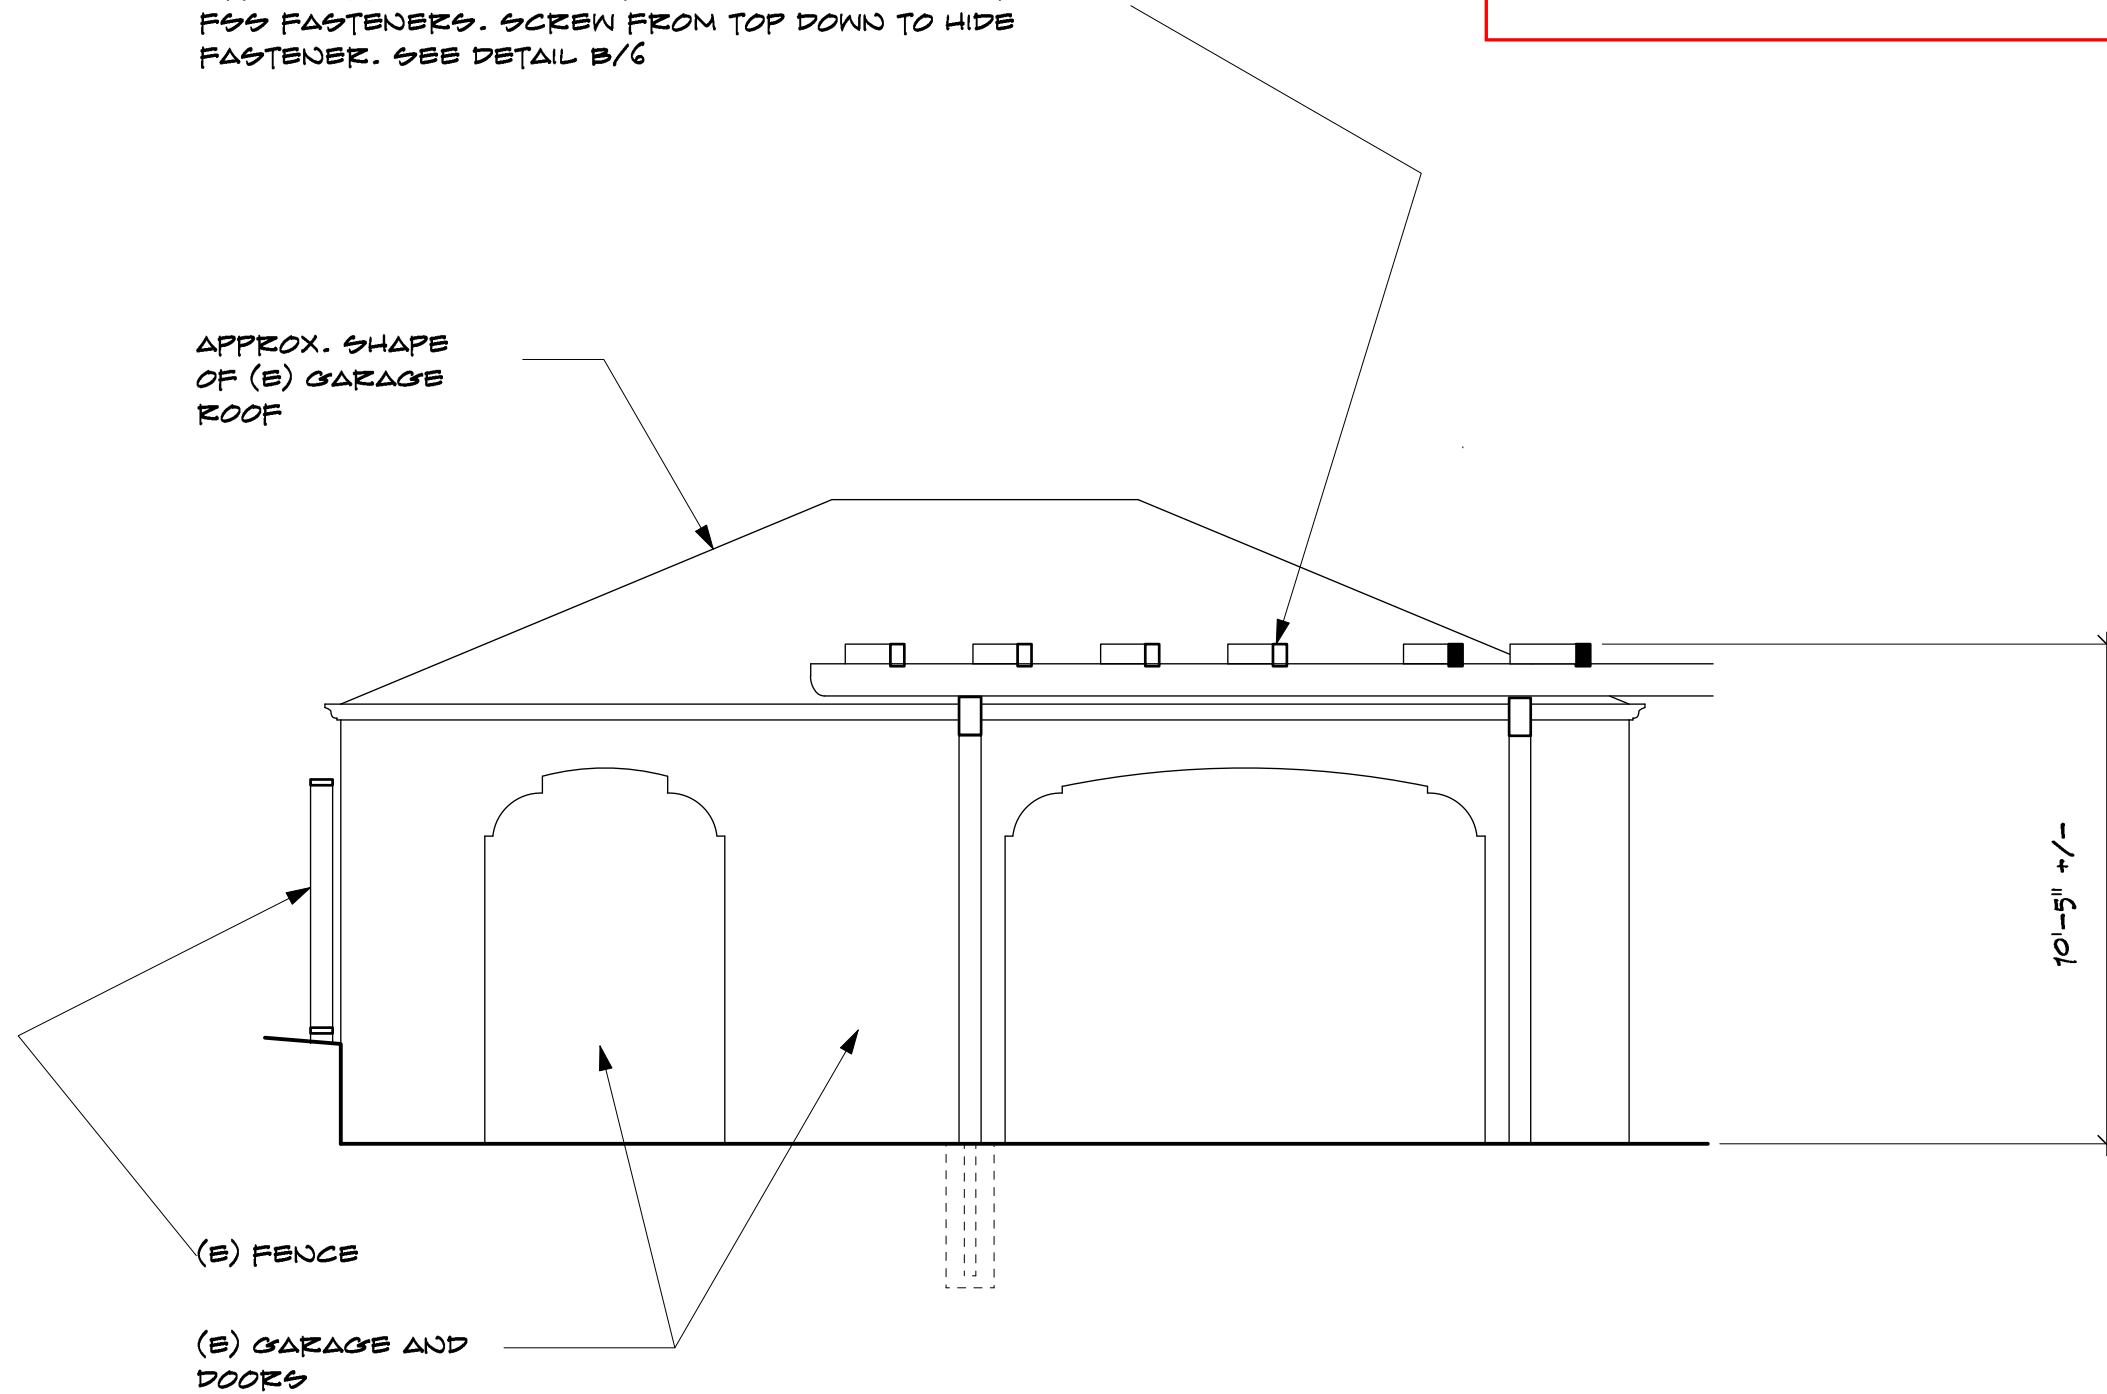 FSS FASTENERS. SCREW FROM TOP DOWN TO HIDE
FASTENER. SEE DETAIL B/6
APPROX. SHAPE
OF (E) GARAGE
ROOF
10'-5" +/-
(E) FENCE
(E) GARAGE AND
DOORS